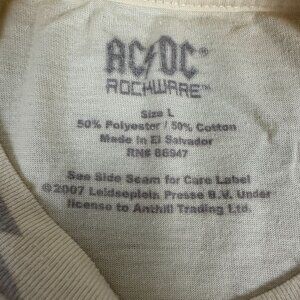 AC/DC®
ROCKWARE™
Size L
50% Polyester / 50% Cotton
Made in El Salvador
RN# 86947
See Side Seam for Care Label
©2007 Leidseplein Presse B.V. Under
license to Anthill Trading Ltd.